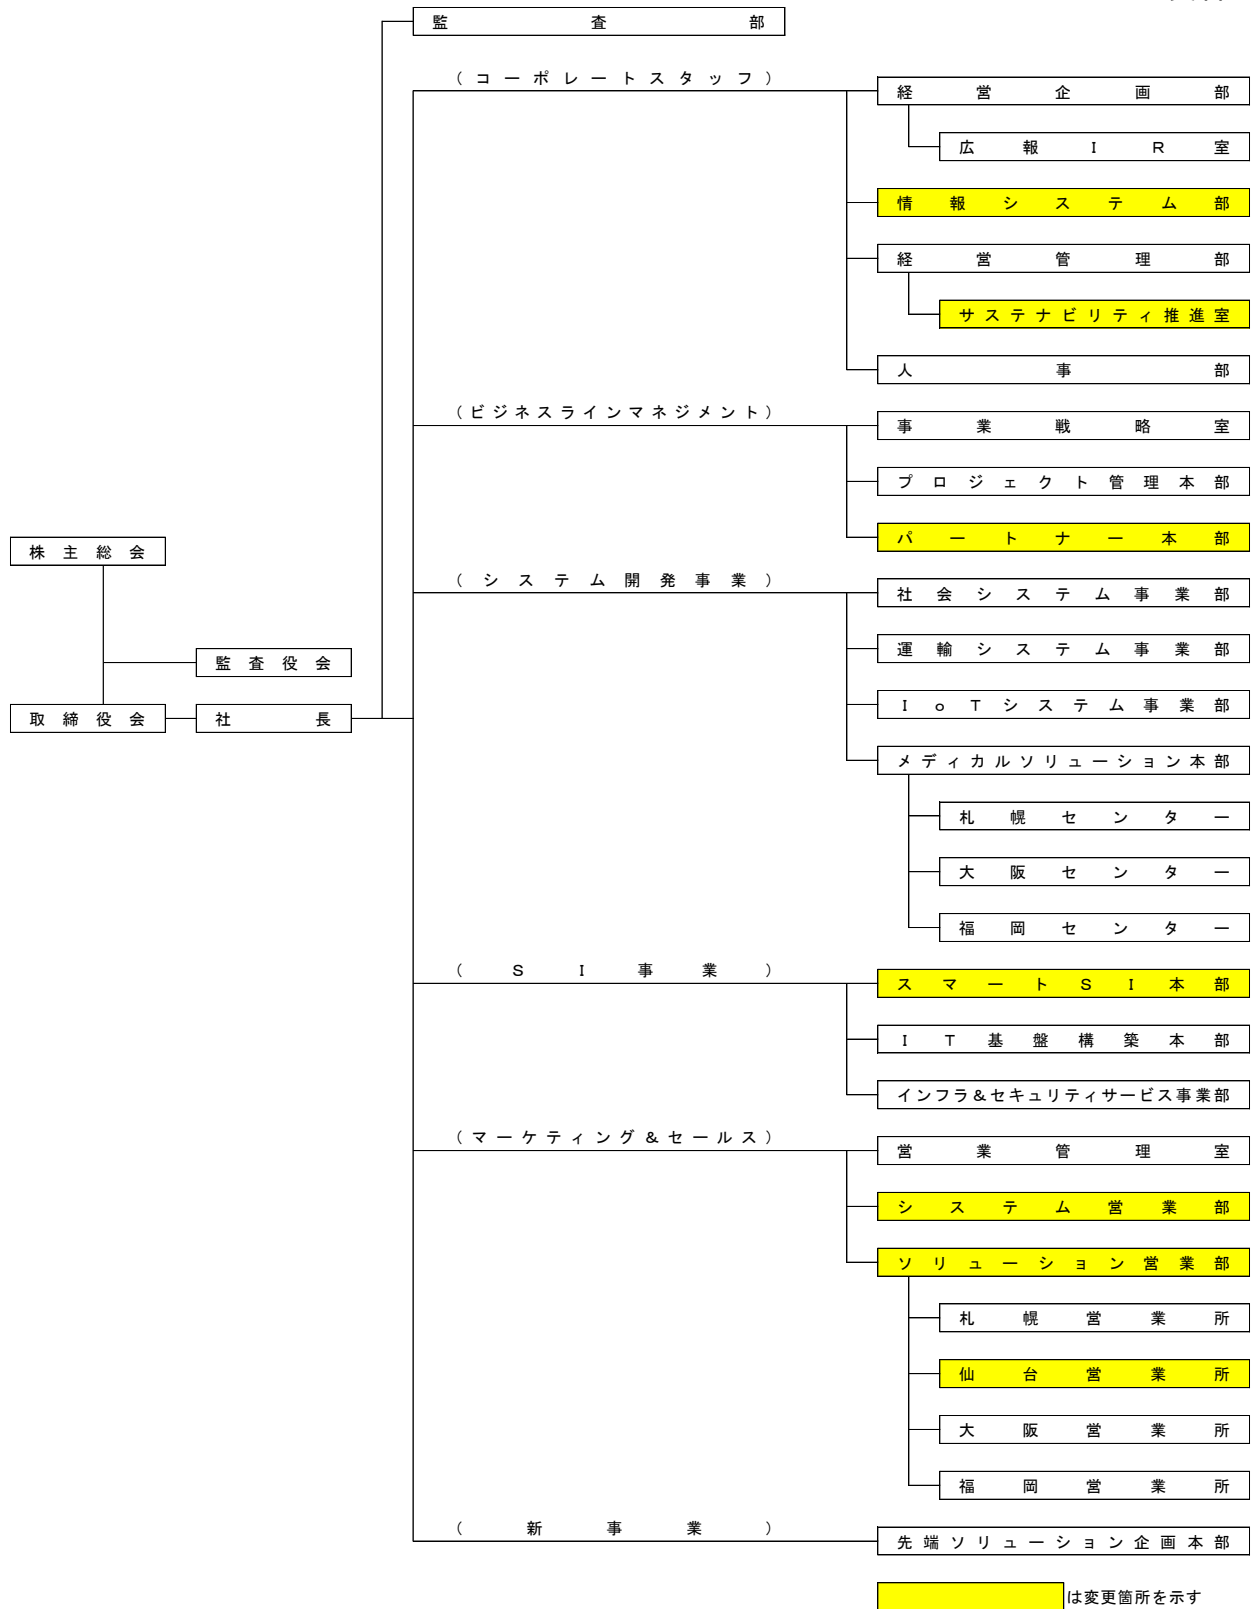 監査部
（コーポレートスタッフ）
経営企画部
広報ＩＲ室
情報システム部
経営管理部
サステナビリティ推進室
人事部
（ビジネスラインマネジメント）
事業戦略室
プロジェクト管理本部
パートナー本部
株主総会
（システム開発事業）
社会システム事業部
運輸システム事業部
監査役会
取締役会
社長
ＩｏＴシステム事業部
メディカルソリューション本部
札幌センター
大阪センター
福岡センター
（ＳＩ事業）
スマートＳＩ本部
ＩＴ基盤構築本部
インフラ＆セキュリティサービス事業部
（マーケティング＆セールス）
営業管理室
システム営業部
ソリューション営業部
札幌営業所
仙台営業所
大阪営業所
福岡営業所
（新事業）
先端ソリューション企画本部
は変更箇所を示す